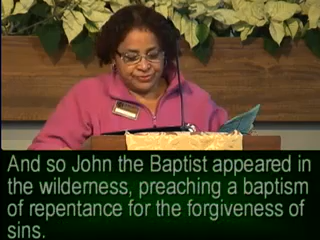 And so John the Baptist appeared in
the wilderness, preaching a baptism
of repentance for the forgiveness of
sins.